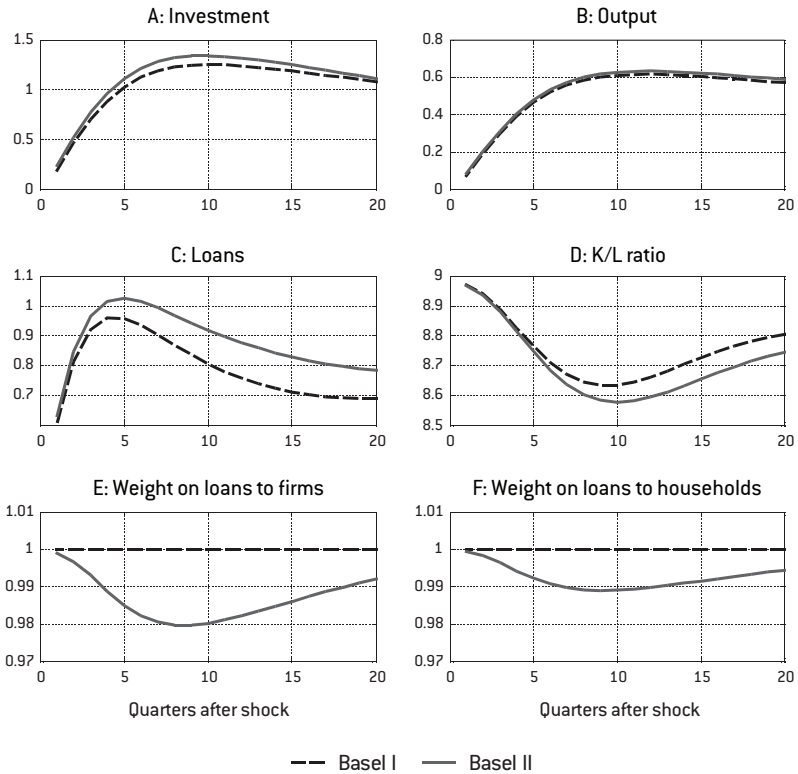 A: Investment
1.5
1
0.5
0
0 5 10 15 20
B: Output
0.8
0.6
0.4
0.2
0
0 5 10 15 20
C: Loans
1.1
1
0.9
0.8
0.7
0 5 10 15 20
D: K/L ratio
9
8.9
8.8
8.7
8.6
8.5
0 5 10 15 20
E: Weight on loans to firms
1.01
1
0.99
0.98
0.97
0 5 10 15 20
Quarters after shock
F: Weight on loans to households
1.01
1
0.99
0.98
0.97
0 5 10 15 20
Quarters after shock
Basel I Basel II